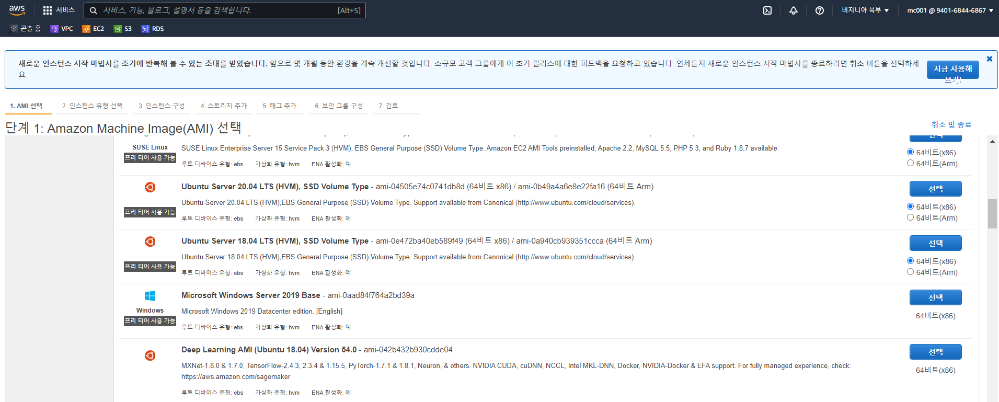 aws
서비스
서비스, 기능, 블로그, 설명서 등을 검색합니다.
[Alt+S]
버지니아 북부 ▼
mc001 @ 9401-6844-6867 ▼
콘솔 홈
VPC
EC2
S3
RDS
새로운 인스턴스 시작 마법사를 조기에 반복해 볼 수 있는 초대를 받았습니다. 앞으로 몇 개월 동안 환경을 계속 개선할 것입니다. 소규모 고객 그룹에게 이 초기 릴리스에 대한 피드백을 요청하고 있습니다. 언제든지 새로운 인스턴스 시작 마법사를 종료하려면 취소 버튼을 선택하세
요.
지금 사용해
보기!
1. AMI 선택
2. 인스턴스 유형 선택
3. 인스턴스 구성
4. 스토리지 추가
5. 태그 추가
6. 보안 그룹 구성
7. 검토
단계 1: Amazon Machine Image(AMI) 선택
취소 및 종료
선택
SUSE Linux
프리 티어 사용 가능
SUSE Linux Enterprise Server 15 Service Pack 3 (HVM), EBS General Purpose (SSD) Volume Type. Amazon EC2 AMI Tools preinstalled; Apache 2.2, MySQL 5.5, PHP 5.3, and Ruby 1.8.7 available.
루트 디바이스 유형: ebs 가상화 유형: hvm ENA 활성화: 예
64비트(x86)
64비트(Arm)
Ubuntu Server 20.04 LTS (HVM), SSD Volume Type - ami-04505e74c0741db8d (64비트 x86) / ami-0b49a4a6e8e22fa16 (64비트 Arm)
Ubuntu Server 20.04 LTS (HVM),EBS General Purpose (SSD) Volume Type. Support available from Canonical (http://www.ubuntu.com/cloud/services).
프리 티어 사용 가능
루트 디바이스 유형: ebs 가상화 유형: hvm ENA 활성화: 예
선택
64비트(x86)
64비트(Arm)
Ubuntu Server 18.04 LTS (HVM), SSD Volume Type - ami-0e472ba40eb589f49 (64비트 x86) / ami-0a940cb939351ccca (64비트 Arm)
Ubuntu Server 18.04 LTS (HVM),EBS General Purpose (SSD) Volume Type. Support available from Canonical (http://www.ubuntu.com/cloud/services).
프리 티어 사용 가능
루트 디바이스 유형: ebs 가상화 유형: hvm ENA 활성화: 예
선택
64비트(x86)
64비트(Arm)
Windows
프리 티어 사용 가능
Microsoft Windows Server 2019 Base - ami-0aad84f764a2bd39a
Microsoft Windows 2019 Datacenter edition. [English]
루트 디바이스 유형: ebs 가상화 유형: hvm ENA 활성화: 예
선택
64비트(x86)
Deep Learning AMI (Ubuntu 18.04) Version 54.0 - ami-042b432b930cdde04
MXNet-1.8.0 & 1.7.0, TensorFlow-2.4.3, 2.3.4 & 1.15.5, PyTorch-1.7.1 & 1.8.1, Neuron, & others. NVIDIA CUDA, cuDNN, NCCL, Intel MKL-DNN, Docker, NVIDIA-Docker & EFA support. For fully managed experience, check:
https://aws.amazon.com/sagemaker
루트 디바이스 유형: ebs 가상화 유형: hvm ENA 활성화: 예
선택
64비트(x86)